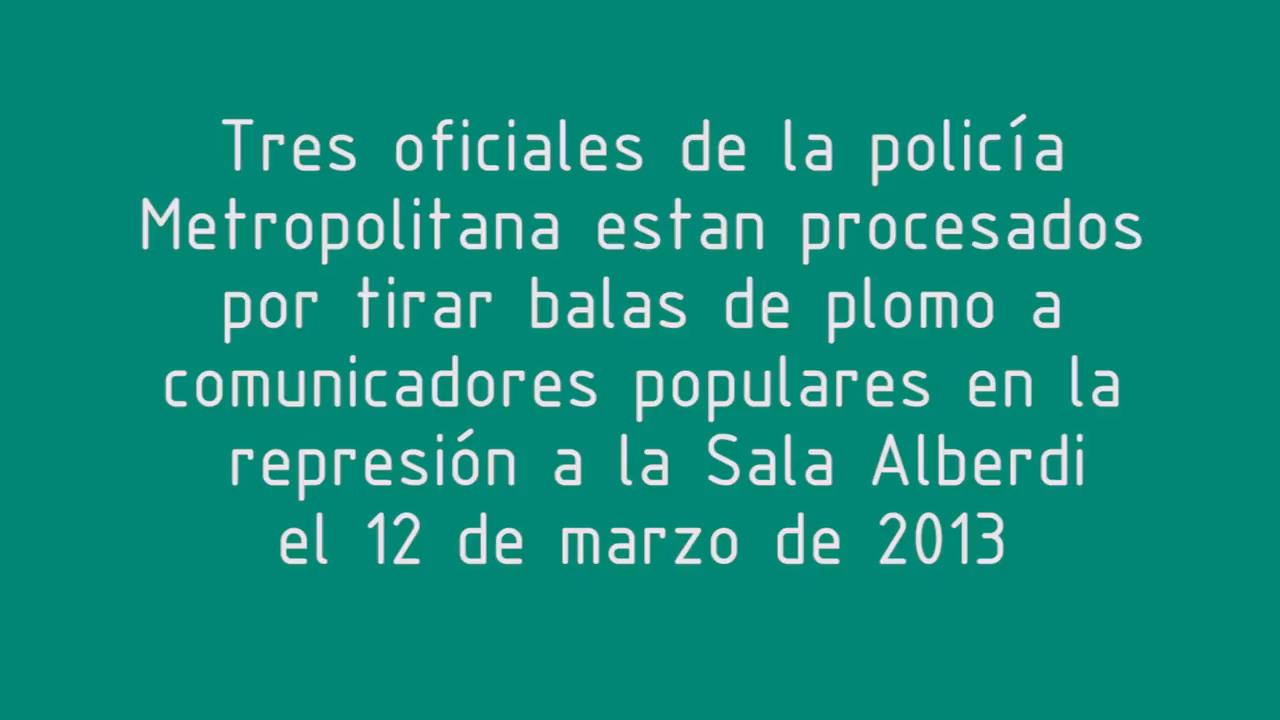 Tres oficiales de la policía
Metropolitana estan procesados
por tirar balas de plomo a
comunicadores populares en la
represión a la Sala Alberdi
el 12 de marzo de 2013